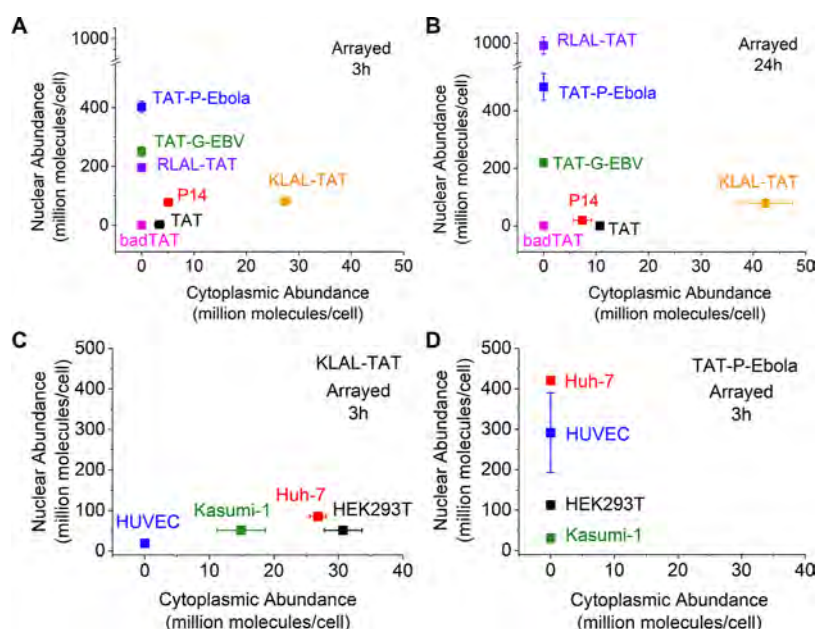 A
Arrayed
3h
1000
400
200
0
Nuclear Abundance
(million molecules/cell)
TAT-P-Ebola
TAT-G-EBV
RLAL-TAT
P14
KLAL-TAT
TAT
badTAT
0 10 20 30 40 50
Cytoplasmic Abundance
(million molecules/cell)
B
Arrayed
24h
1000
400
200
0
Nuclear Abundance
(million molecules/cell)
RLAL-TAT
TAT-P-Ebola
TAT-G-EBV
KLAL-TAT
P14
TAT
badTAT
0 10 20 30 40 50
Cytoplasmic Abundance
(million molecules/cell)
C
KLAL-TAT
Arrayed
3h
500
400
300
200
100
0
Nuclear Abundance
(million molecules/cell)
HUVEC
Kasumi-1
Huh-7
HEK293T
0 10 20 30 40
Cytoplasmic Abundance
(million molecules/cell)
D
TAT-P-Ebola
Arrayed
3h
500
400
300
200
100
0
Nuclear Abundance
(million molecules/cell)
Huh-7
HUVEC
HEK293T
Kasumi-1
0 10 20 30 40
Cytoplasmic Abundance
(million molecules/cell)